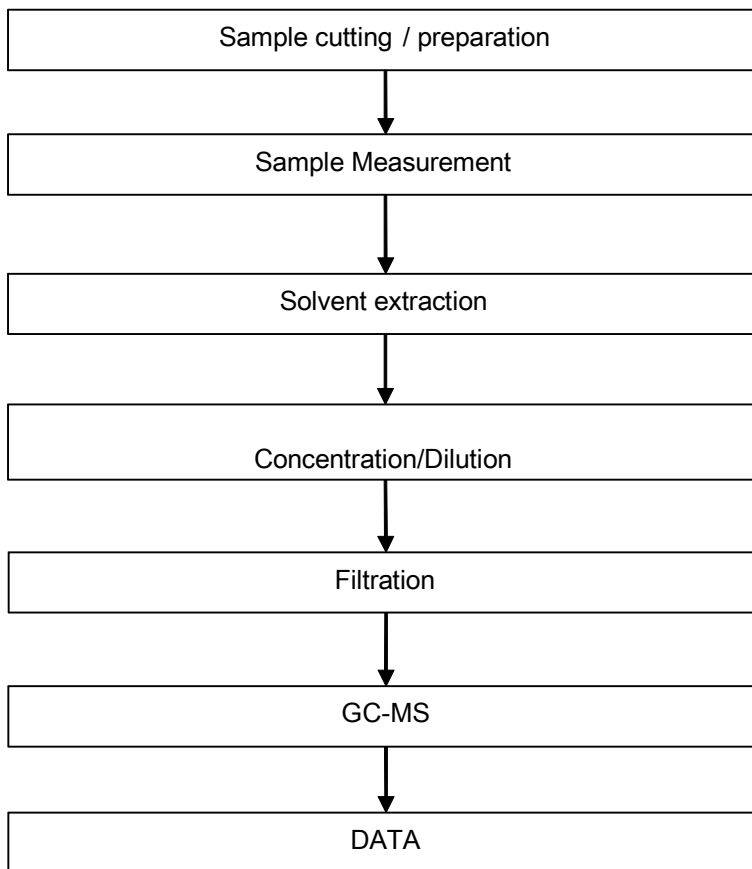 Sample cutting / preparation
Sample Measurement
Solvent extraction
Concentration/Dilution
Filtration
GC-MS
DATA